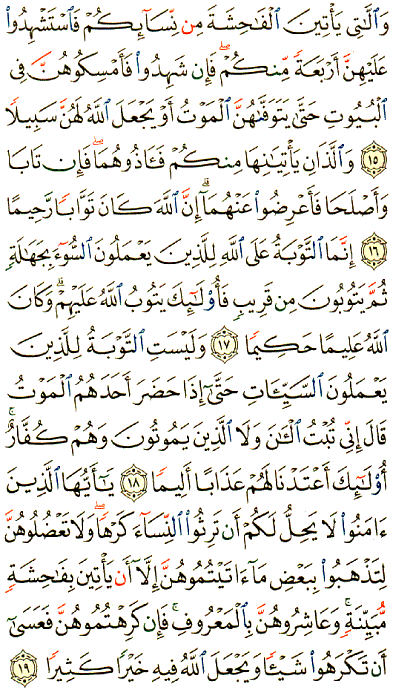 وَٱلَّٰتِى يَأْتِينَ ٱلْفَٰحِشَةَ مِن نِّسَآئِكُمْ فَٱسْتَشْهِدُوا۟
عَلَيْهِنَّ أَرْبَعَةً مِّنكُمْ ۖ فَإِن شَهِدُوا۟ فَأَمْسِكُوهُنَّ فِى
ٱلْبُيُوتِ حَتَّىٰ يَتَوَفَّىٰهُنَّ ٱلْمَوْتُ أَوْ يَجْعَلَ ٱللَّهُ لَهُنَّ سَبِيلًا
١٥ وَٱلَّذَانِ يَأْتِيَٰنِهَا مِنكُمْ فَـَٔاذُوهُمَا ۖ فَإِن تَابَا
وَأَصْلَحَا فَأَعْرِضُوا۟ عَنْهُمَآ ۗ إِنَّ ٱللَّهَ كَانَ تَوَّابًا رَّحِيمًا
١٦ إِنَّمَا ٱلتَّوْبَةُ عَلَى ٱللَّهِ لِلَّذِينَ يَعْمَلُونَ ٱلسُّوٓءَ بِجَهَٰلَةٍ
ثُمَّ يَتُوبُونَ مِن قَرِيبٍ فَأُو۟لَٰٓئِكَ يَتُوبُ ٱللَّهُ عَلَيْهِمْ ۗ وَكَانَ
ٱللَّهُ عَلِيمًا حَكِيمًا ١٧ وَلَيْسَتِ ٱلتَّوْبَةُ لِلَّذِينَ
يَعْمَلُونَ ٱلسَّيِّـَٔاتِ حَتَّىٰٓ إِذَا حَضَرَ أَحَدَهُمُ ٱلْمَوْتُ
قَالَ إِنِّى تُبْتُ ٱلْـَٰٔنَ وَلَا ٱلَّذِينَ يَمُوتُونَ وَهُمْ كُفَّارٌ ۚ
أُو۟لَٰٓئِكَ أَعْتَدْنَا لَهُمْ عَذَابًا أَلِيمًا ١٨ يَٰٓأَيُّهَا ٱلَّذِينَ
ءَامَنُوا۟ لَا يَحِلُّ لَكُمْ أَن تَرِثُوا۟ ٱلنِّسَآءَ كَرْهًا ۖ وَلَا تَعْضُلُوهُنَّ
لِتَذْهَبُوا۟ بِبَعْضِ مَآ ءَاتَيْتُمُوهُنَّ إِلَّآ أَن يَأْتِينَ بِفَٰحِشَةٍ
مُّبَيِّنَةٍ ۚ وَعَاشِرُوهُنَّ بِٱلْمَعْرُوفِ ۚ فَإِن كَرِهْتُمُوهُنَّ فَعَسَىٰٓ
أَن تَكْرَهُوا۟ شَيْـًٔا وَيَجْعَلَ ٱللَّهُ فِيهِ خَيْرًا كَثِيرًا ١٩